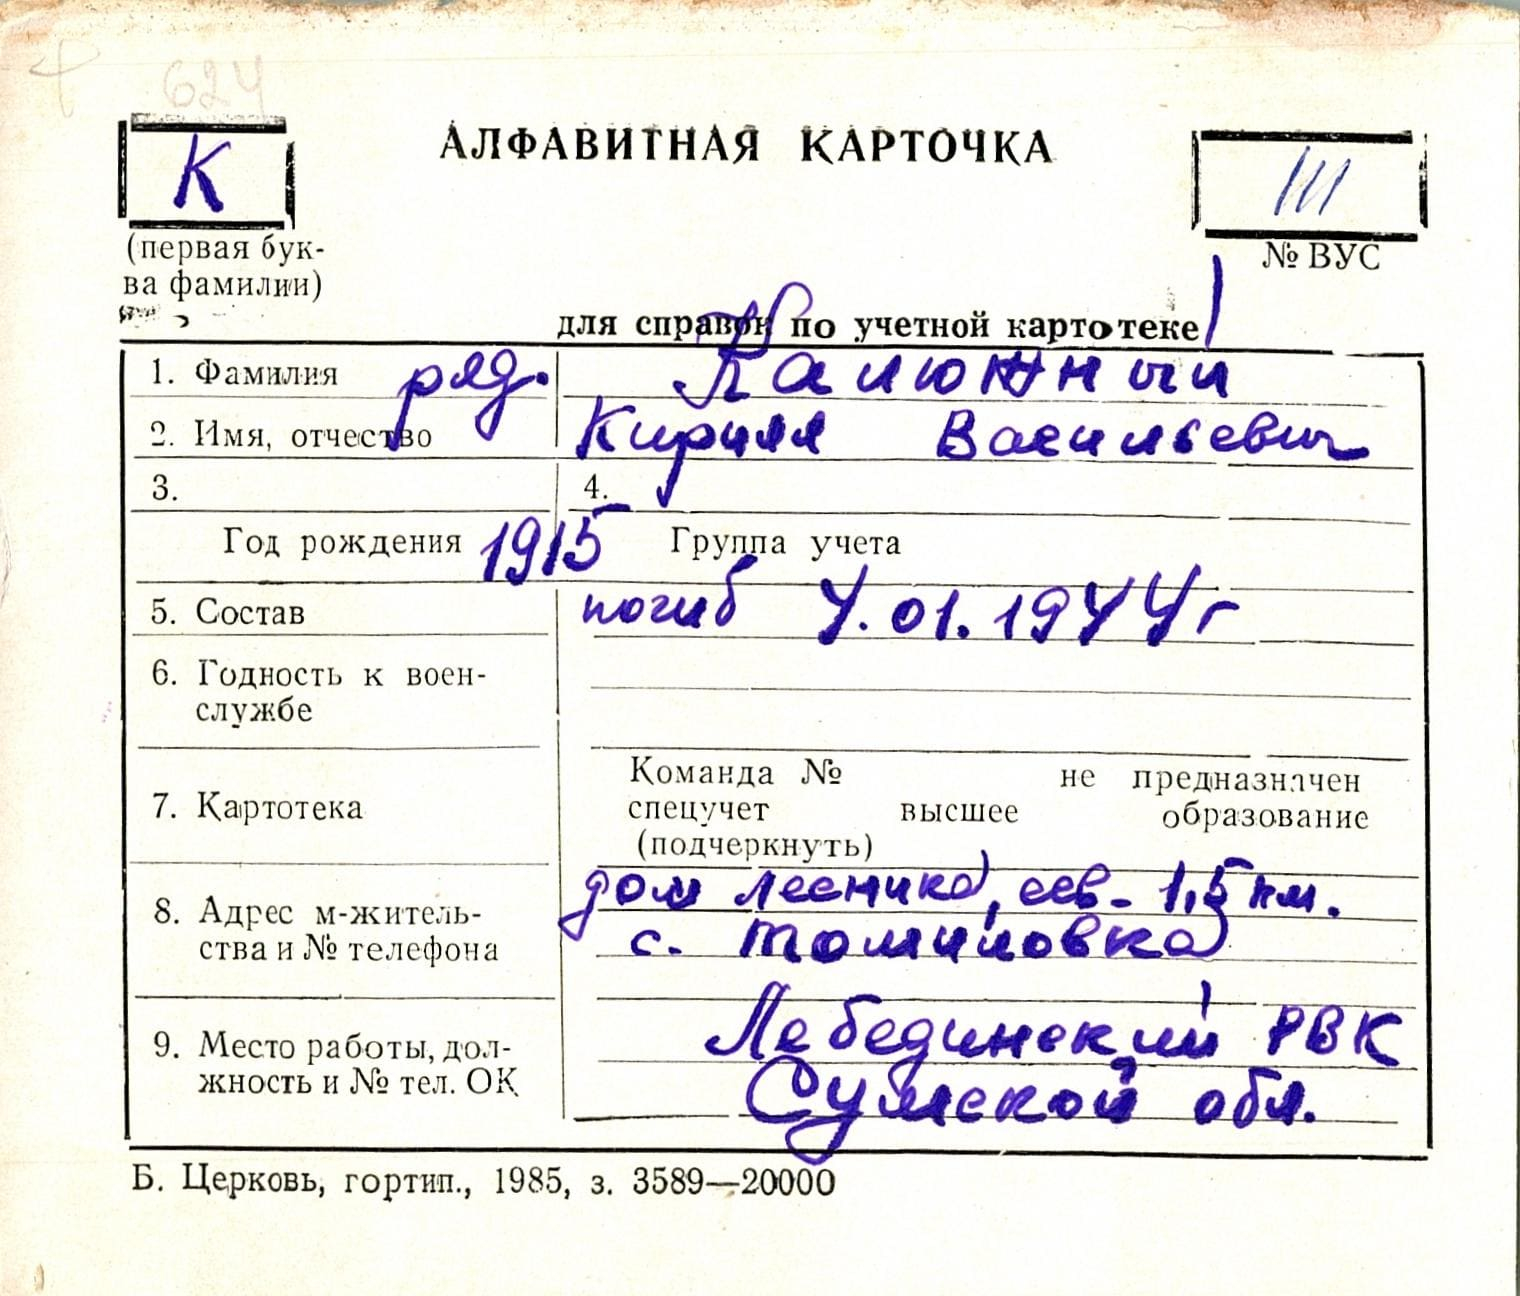 624
К
АЛФАВИТНАЯ КАРТОЧКА
III
(первая бук-
ва фамилии)
№ ВУС
для справок по учетной картотеке
1. Фамилия ряд. Калюжный
2. Имя, отчество Кирилл Васильевич
3. 4.
Год рождения 1915 Группа учета
5. Состав погиб 4.01.1944г
6. Годность к воен-
службе
7. Картотека
Команда № не предназначен
спецучет высшее образование
(подчеркнуть)
8. Адрес м-житель-
ства и № телефона
дом лесника, сев. 1,5 км.
с. Томиловка
9. Место работы, дол-
жность и № тел. ОК
Лебединский РВК
Сумской обл.
Б. Церковь, гортип., 1985, з. 3589—20000